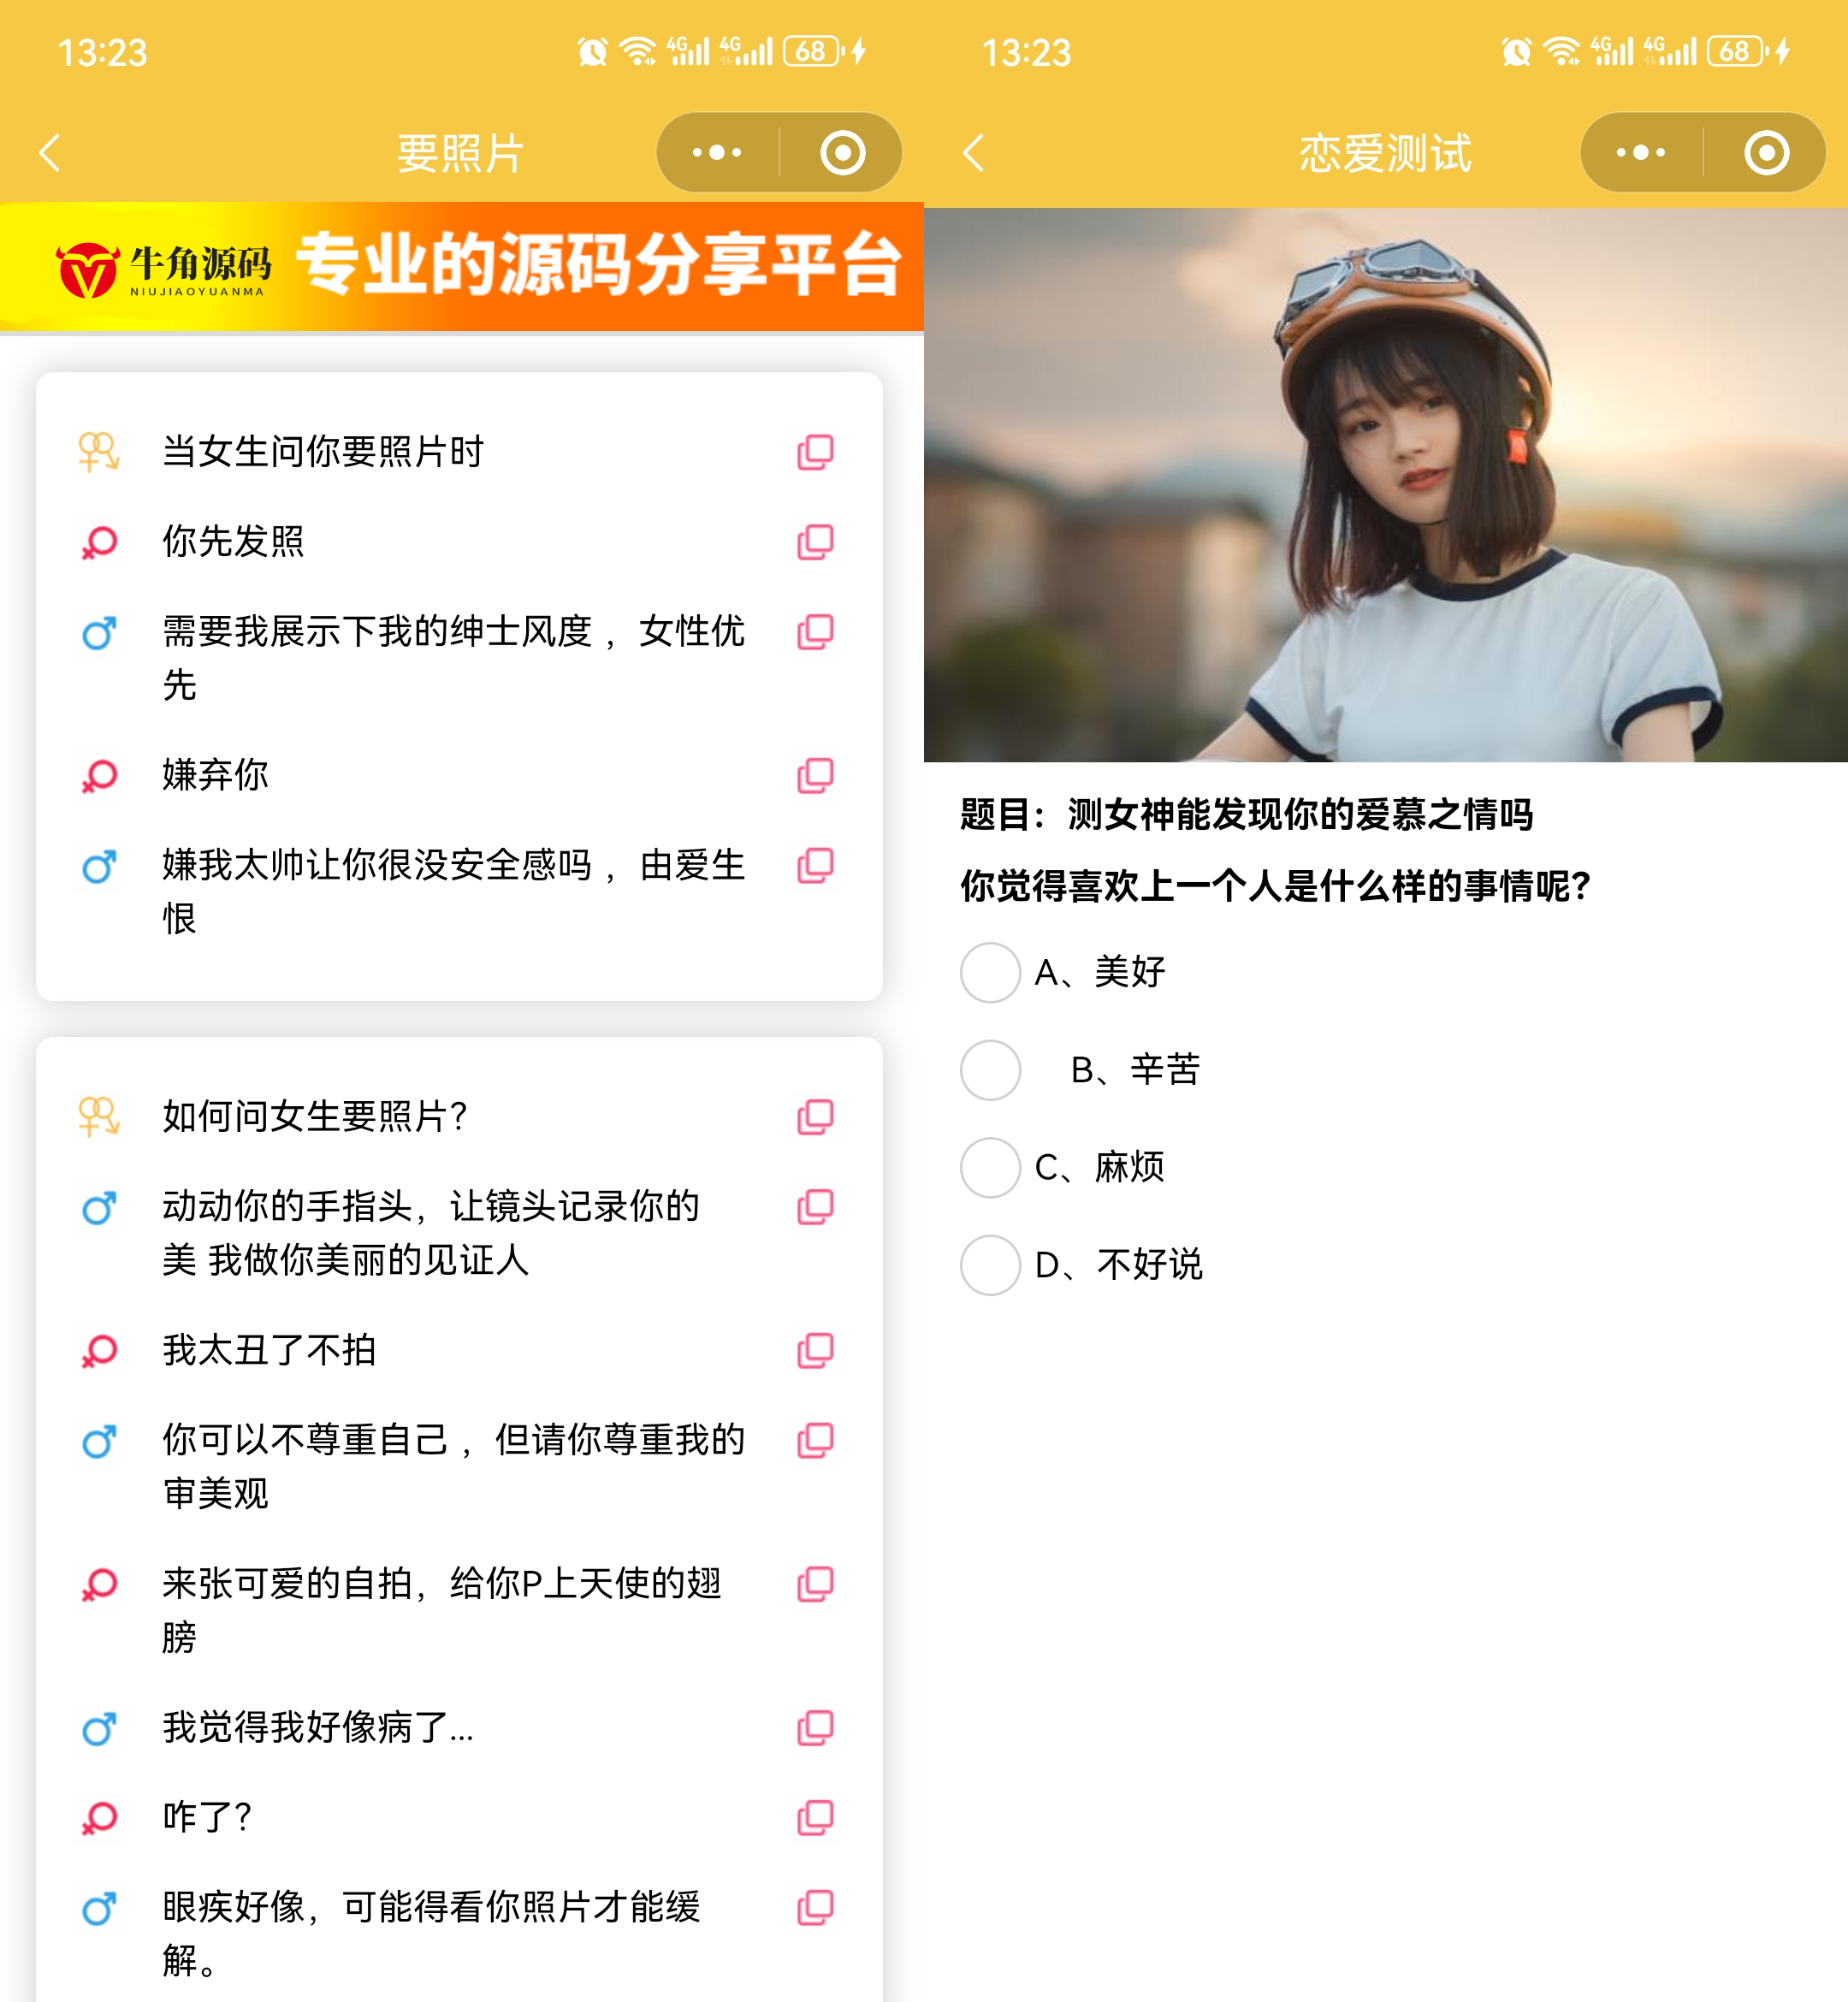 13:23
4G 4G 68
要照片
牛角源码
NIUJIAOYUANMA
专业的源码分享平台
当女生问你要照片时
你先发照
需要我展示下我的绅士风度 ，女性优
先
嫌弃你
嫌我太帅让你很没安全感吗 ，由爱生
恨
如何问女生要照片？
动动你的手指头，让镜头记录你的
美 我做你美丽的见证人
我太丑了不拍
你可以不尊重自己 ，但请你尊重我的
审美观
来张可爱的自拍，给你P上天使的翅
膀
我觉得我好像病了...
咋了？
眼疾好像，可能得看你照片才能缓
解。
13:23
4G 4G 68
恋爱测试
题目：测女神能发现你的爱慕之情吗
你觉得喜欢上一个人是什么样的事情呢？
A、美好
B、辛苦
C、麻烦
D、不好说